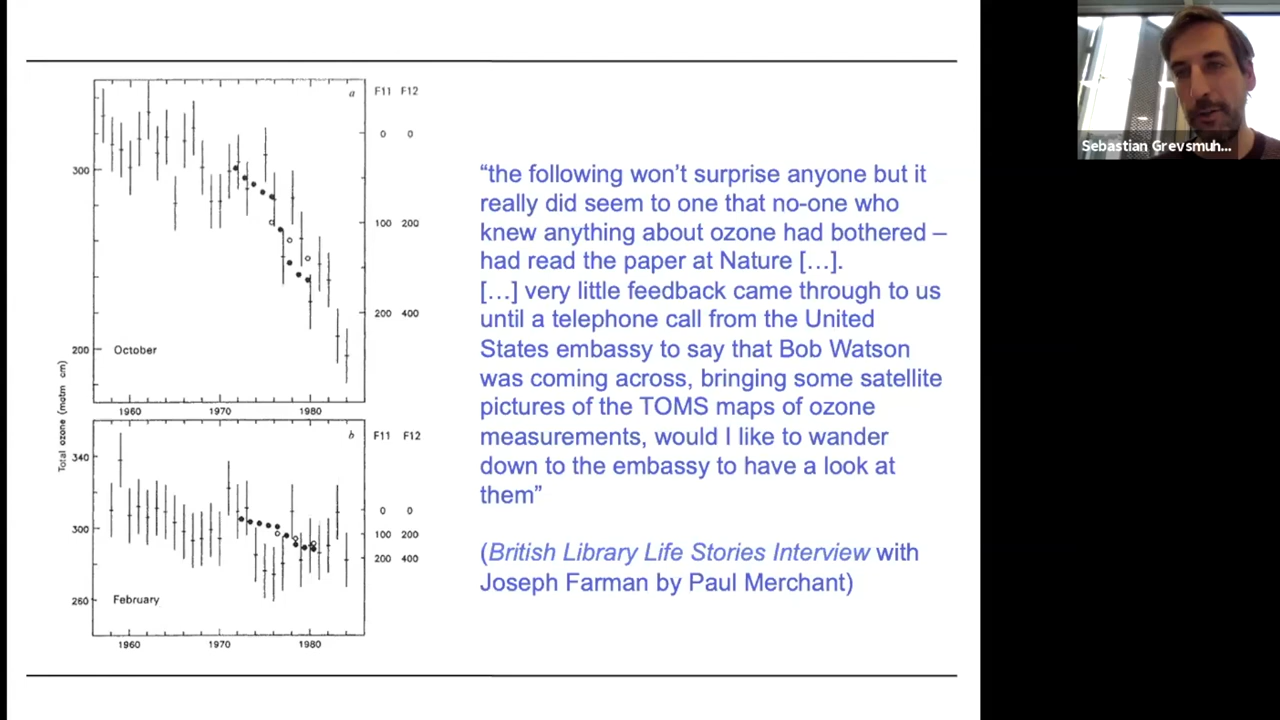 a
F11 F12
0 0
300
100 200
200 400
200
October
1960 1970 1980
Total ozone (matm cm)
b
F11 F12
340
0 0
300
100 200
200 400
260
February
1960 1970 1980
“the following won’t surprise anyone but it
really did seem to one that no-one who
knew anything about ozone had bothered –
had read the paper at Nature […].
[…] very little feedback came through to us
until a telephone call from the United
States embassy to say that Bob Watson
was coming across, bringing some satellite
pictures of the TOMS maps of ozone
measurements, would I like to wander
down to the embassy to have a look at
them”
(British Library Life Stories Interview with
Joseph Farman by Paul Merchant)
Sebastian Grevsmuh...